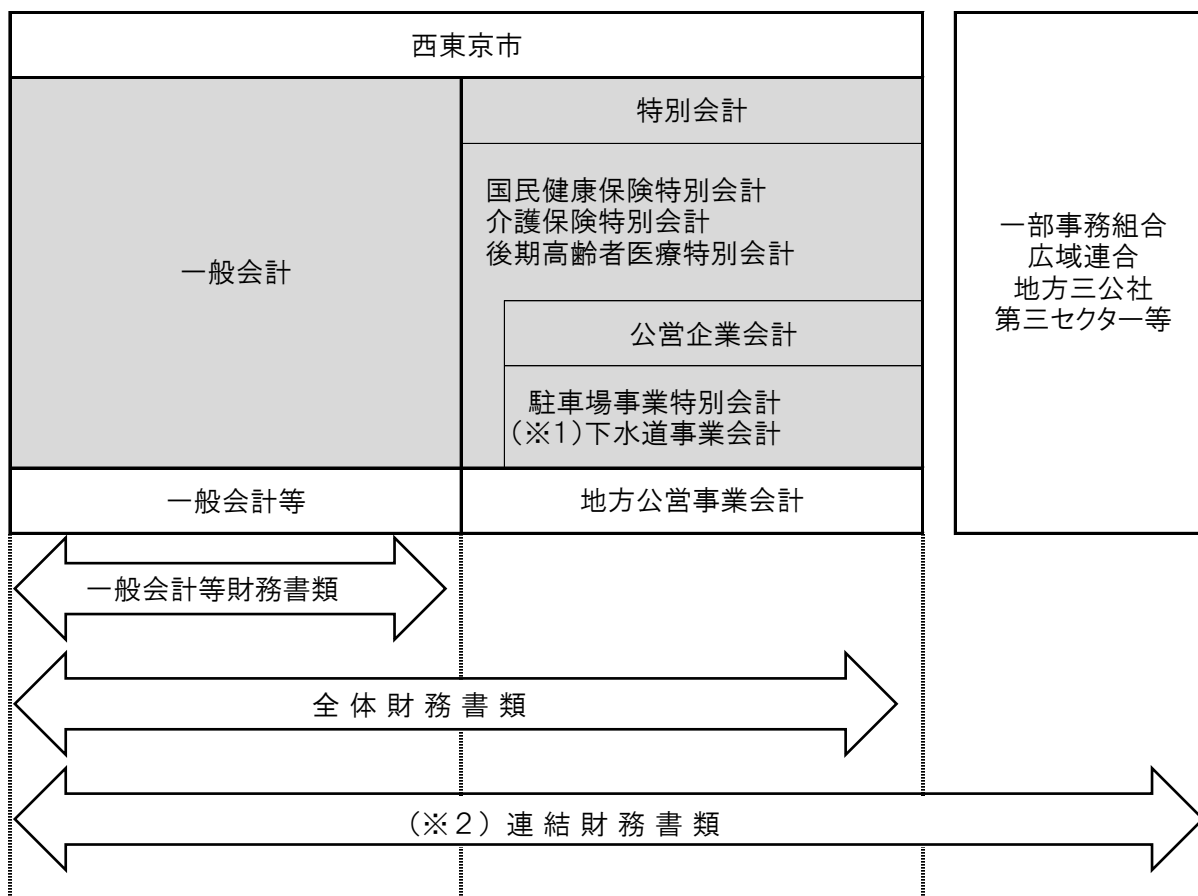 西東京市
一般会計
特別会計
国民健康保険特別会計
介護保険特別会計
後期高齢者医療特別会計
公営企業会計
駐車場事業特別会計
(※1)下水道事業会計
一般会計等
地方公営事業会計
一部事務組合
広域連合
地方三公社
第三セクター等
一般会計等財務書類
全体財務書類
(※2)連結財務書類